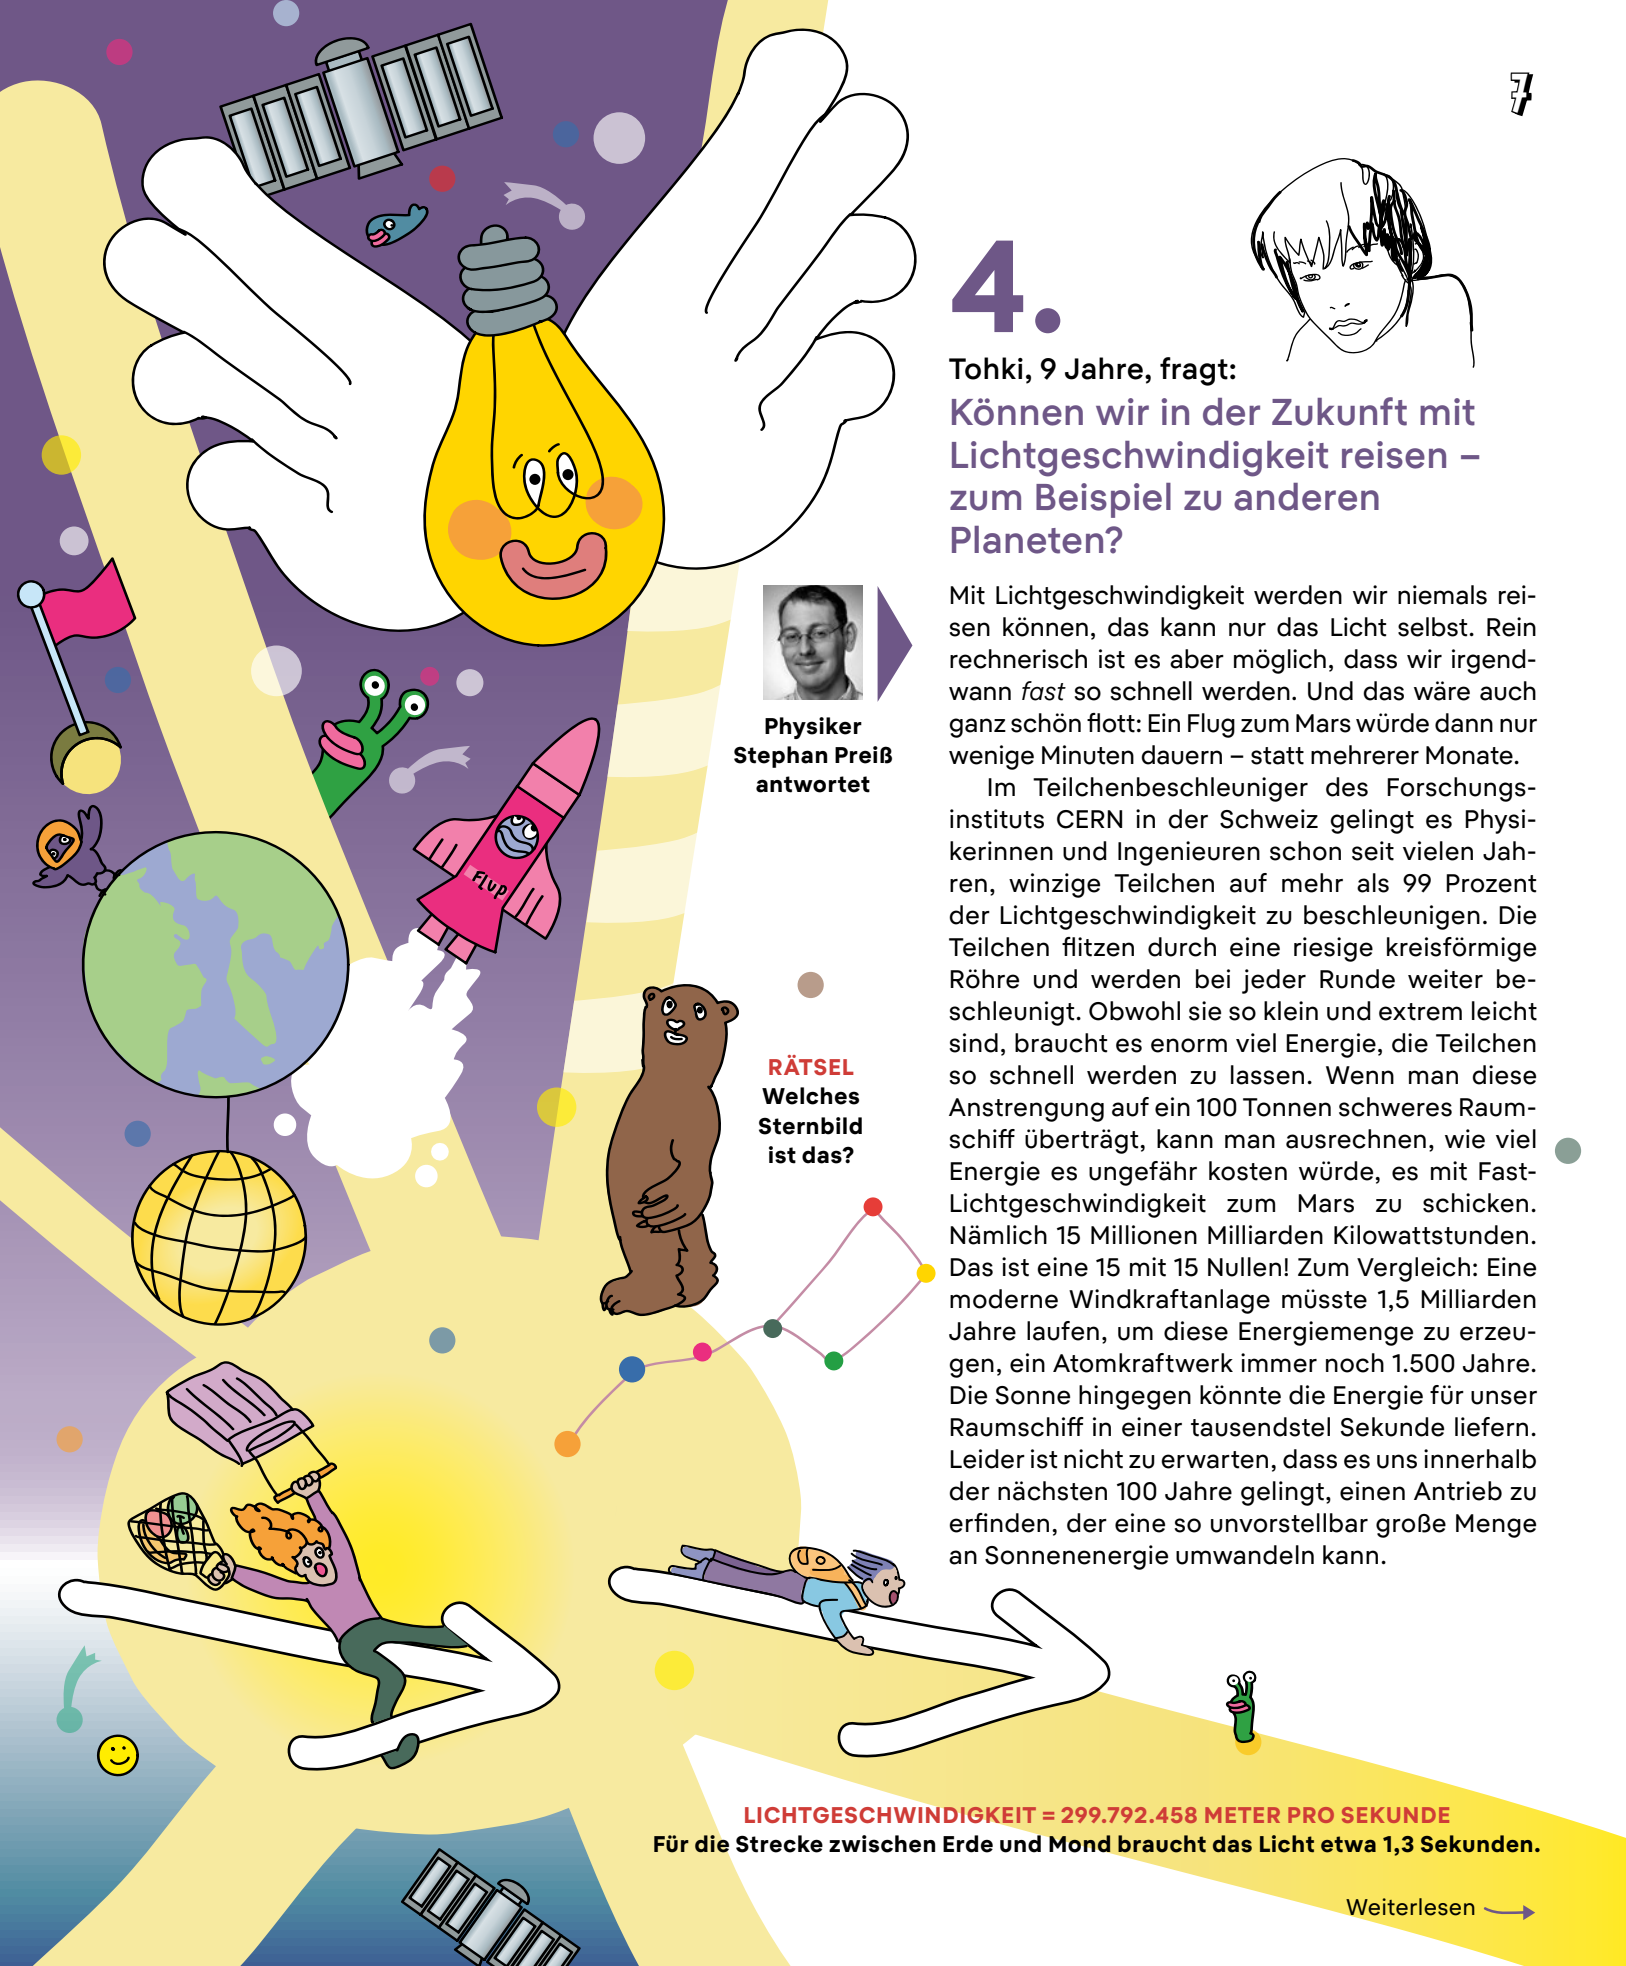 7
4.
Tohki, 9 Jahre, fragt:
Können wir in der Zukunft mit
Lichtgeschwindigkeit reisen –
zum Beispiel zu anderen
Planeten?
Physiker
Stephan Preiß
antwortet
Mit Lichtgeschwindigkeit werden wir niemals rei-
sen können, das kann nur das Licht selbst. Rein
rechnerisch ist es aber möglich, dass wir irgend-
wann fast so schnell werden. Und das wäre auch
ganz schön flott: Ein Flug zum Mars würde dann nur
wenige Minuten dauern – statt mehrerer Monate.
Im Teilchenbeschleuniger des Forschungs-
instituts CERN in der Schweiz gelingt es Physi-
kerinnen und Ingenieuren schon seit vielen Jah-
ren, winzige Teilchen auf mehr als 99 Prozent
der Lichtgeschwindigkeit zu beschleunigen. Die
Teilchen flitzen durch eine riesige kreisförmige
Röhre und werden bei jeder Runde weiter be-
schleunigt. Obwohl sie so klein und extrem leicht
sind, braucht es enorm viel Energie, die Teilchen
so schnell werden zu lassen. Wenn man diese
Anstrengung auf ein 100 Tonnen schweres Raum-
schiff überträgt, kann man ausrechnen, wie viel
Energie es ungefähr kosten würde, es mit Fast-
Lichtgeschwindigkeit zum Mars zu schicken.
Nämlich 15 Millionen Milliarden Kilowattstunden.
Das ist eine 15 mit 15 Nullen! Zum Vergleich: Eine
moderne Windkraftanlage müsste 1,5 Milliarden
Jahre laufen, um diese Energiemenge zu erzeu-
gen, ein Atomkraftwerk immer noch 1.500 Jahre.
Die Sonne hingegen könnte die Energie für unser
Raumschiff in einer tausendstel Sekunde liefern.
Leider ist nicht zu erwarten, dass es uns innerhalb
der nächsten 100 Jahre gelingt, einen Antrieb zu
erfinden, der eine so unvorstellbar große Menge
an Sonnenenergie umwandeln kann.
FLUP
RÄTSEL
Welches
Sternbild
ist das?
LICHTGESCHWINDIGKEIT = 299.792.458 METER PRO SEKUNDE
Für die Strecke zwischen Erde und Mond braucht das Licht etwa 1,3 Sekunden.
Weiterlesen